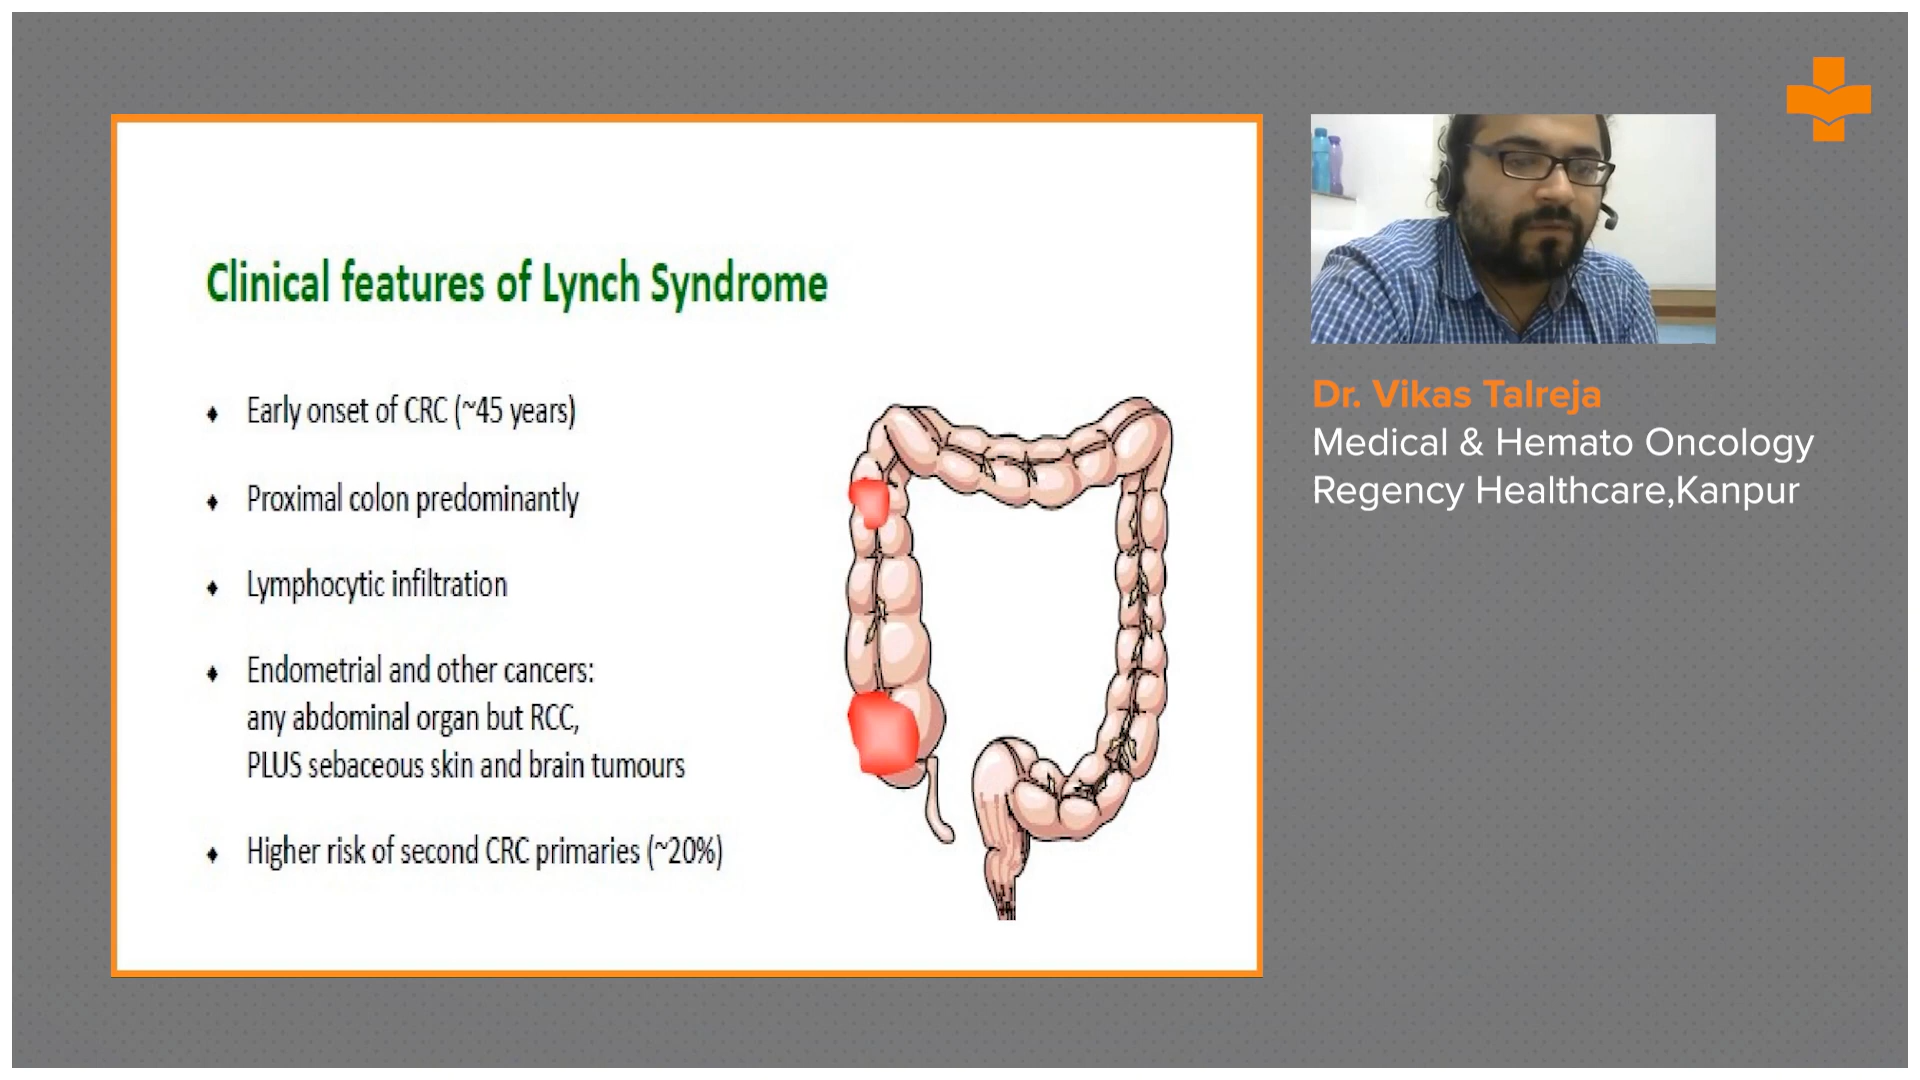 Clinical features of Lynch Syndrome
♦ Early onset of CRC (~45 years)
♦ Proximal colon predominantly
♦ Lymphocytic infiltration
♦ Endometrial and other cancers:
any abdominal organ but RCC,
PLUS sebaceous skin and brain tumours
♦ Higher risk of second CRC primaries (~20%)
Dr. Vikas Talreja
Medical & Hemato Oncology
Regency Healthcare,Kanpur